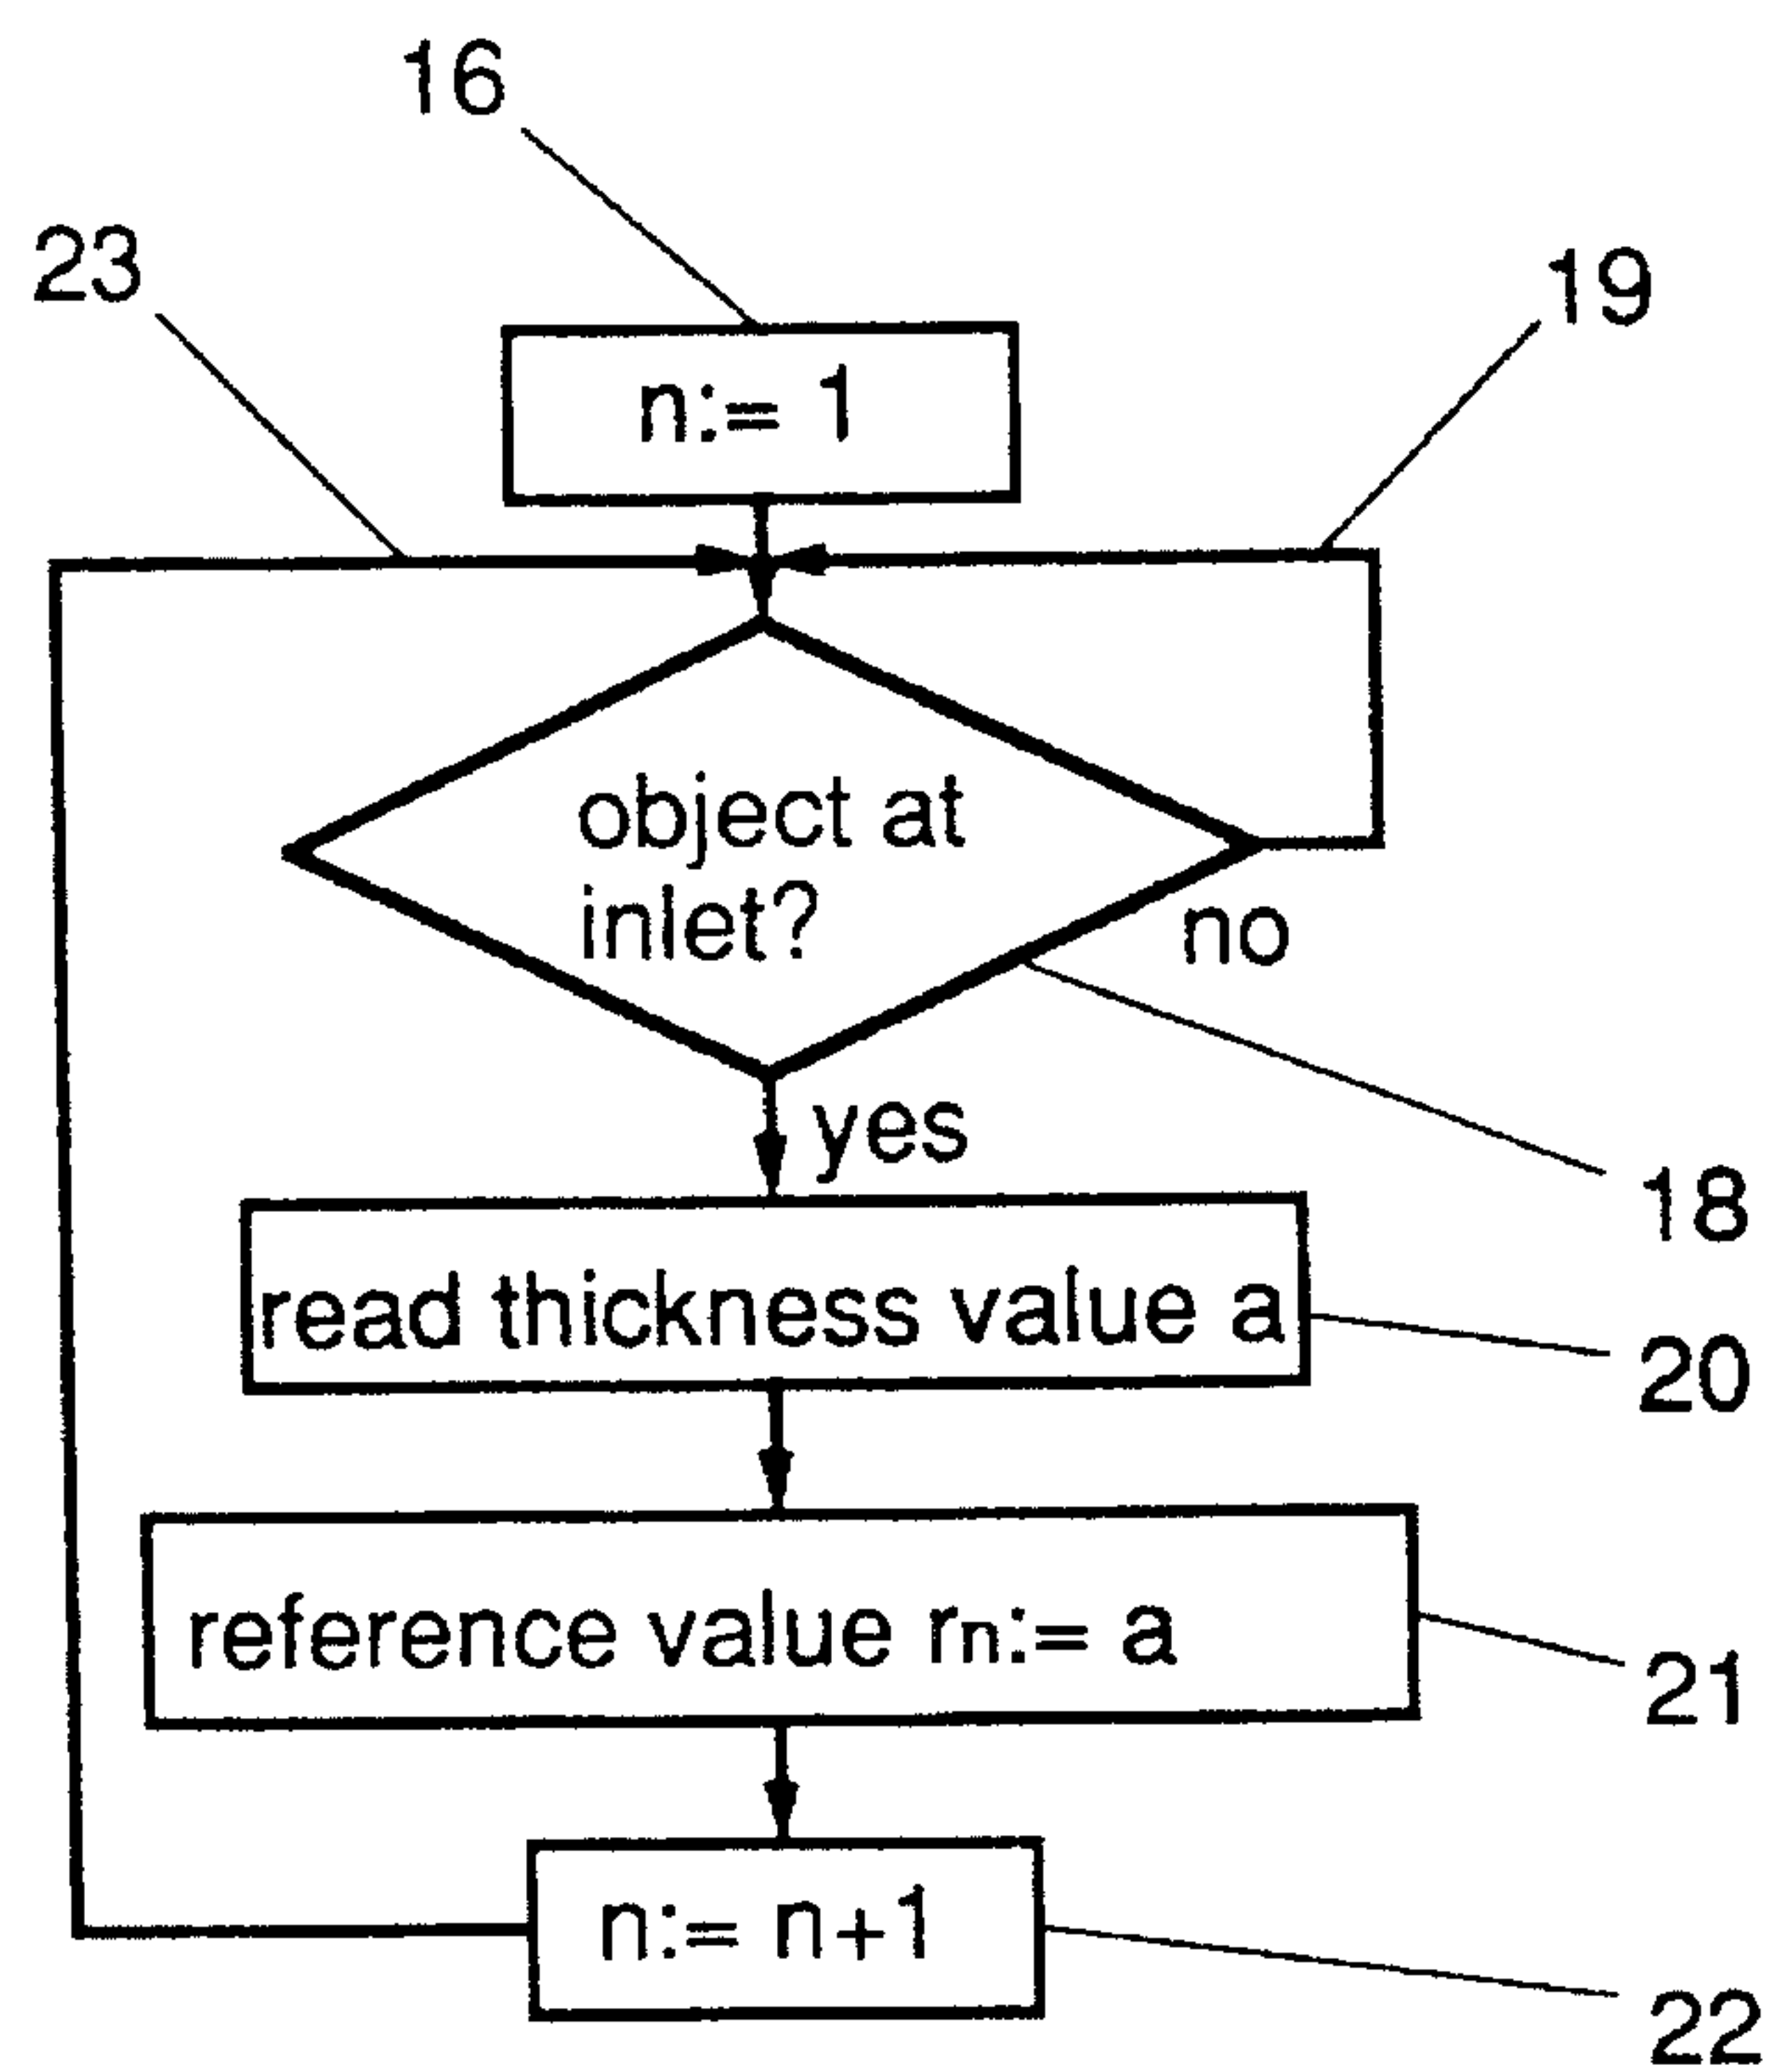 16
23
19
n:= 1
object at
inlet?
no
yes
18
read thickness value a
20
reference value rn:= a
21
n:= n+1
22